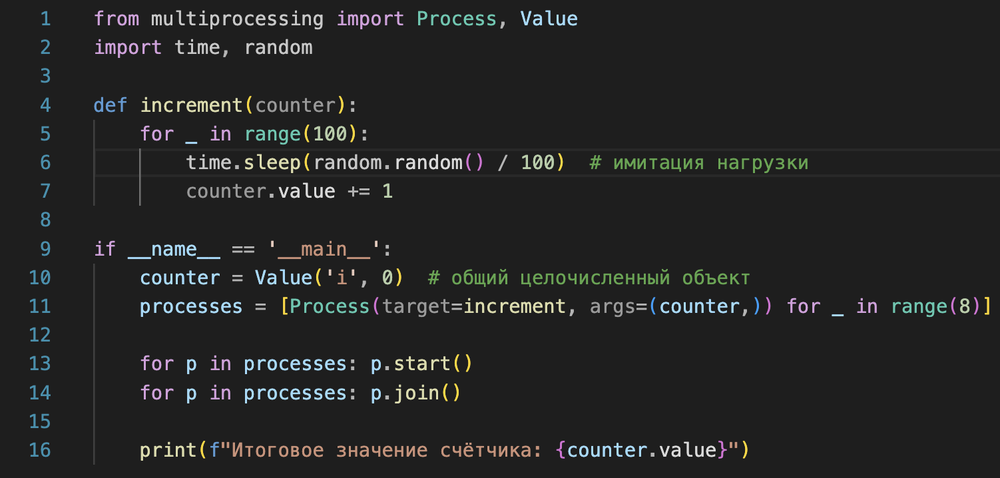 1 from multiprocessing import Process, Value
2 import time, random
3
4 def increment(counter):
5     for _ in range(100):
6         time.sleep(random.random() / 100)  # имитация нагрузки
7         counter.value += 1
8
9 if __name__ == '__main__':
10     counter = Value('i', 0)  # общий целочисленный объект
11     processes = [Process(target=increment, args=(counter,)) for _ in range(8)]
12
13     for p in processes: p.start()
14     for p in processes: p.join()
15
16     print(f"Итоговое значение счётчика: {counter.value}")